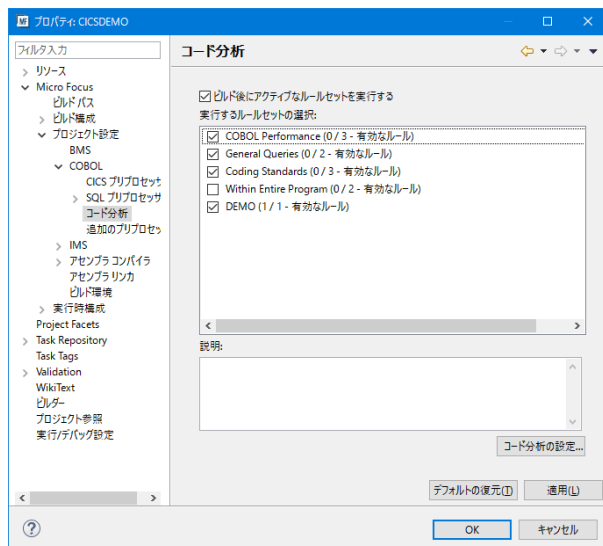 プロパティ: CICSDEMO
フィルタ入力
リソース
Micro Focus
ビルド パス
ビルド構成
プロジェクト設定
BMS
COBOL
CICS プリプロセッサ
SQL プリプロセッサ
コード分析
追加のプリプロセッ
IMS
アセンブラ コンパイラ
アセンブラ リンカ
ビルド環境
実行時構成
Project Facets
Task Repository
Task Tags
Validation
WikiText
ビルダー
プロジェクト参照
実行/デバッグ設定
コード分析
ビルド後にアクティブなルールセットを実行する
実行するルールセットの選択:
COBOL Performance (0 / 3 - 有効なルール)
General Queries (0 / 2 - 有効なルール)
Coding Standards (0 / 3 - 有効なルール)
Within Entire Program (0 / 2 - 有効なルール)
DEMO (1 / 1 - 有効なルール)
説明:
コード分析の設定...
デフォルトの復元(T) 適用(L)
OK キャンセル